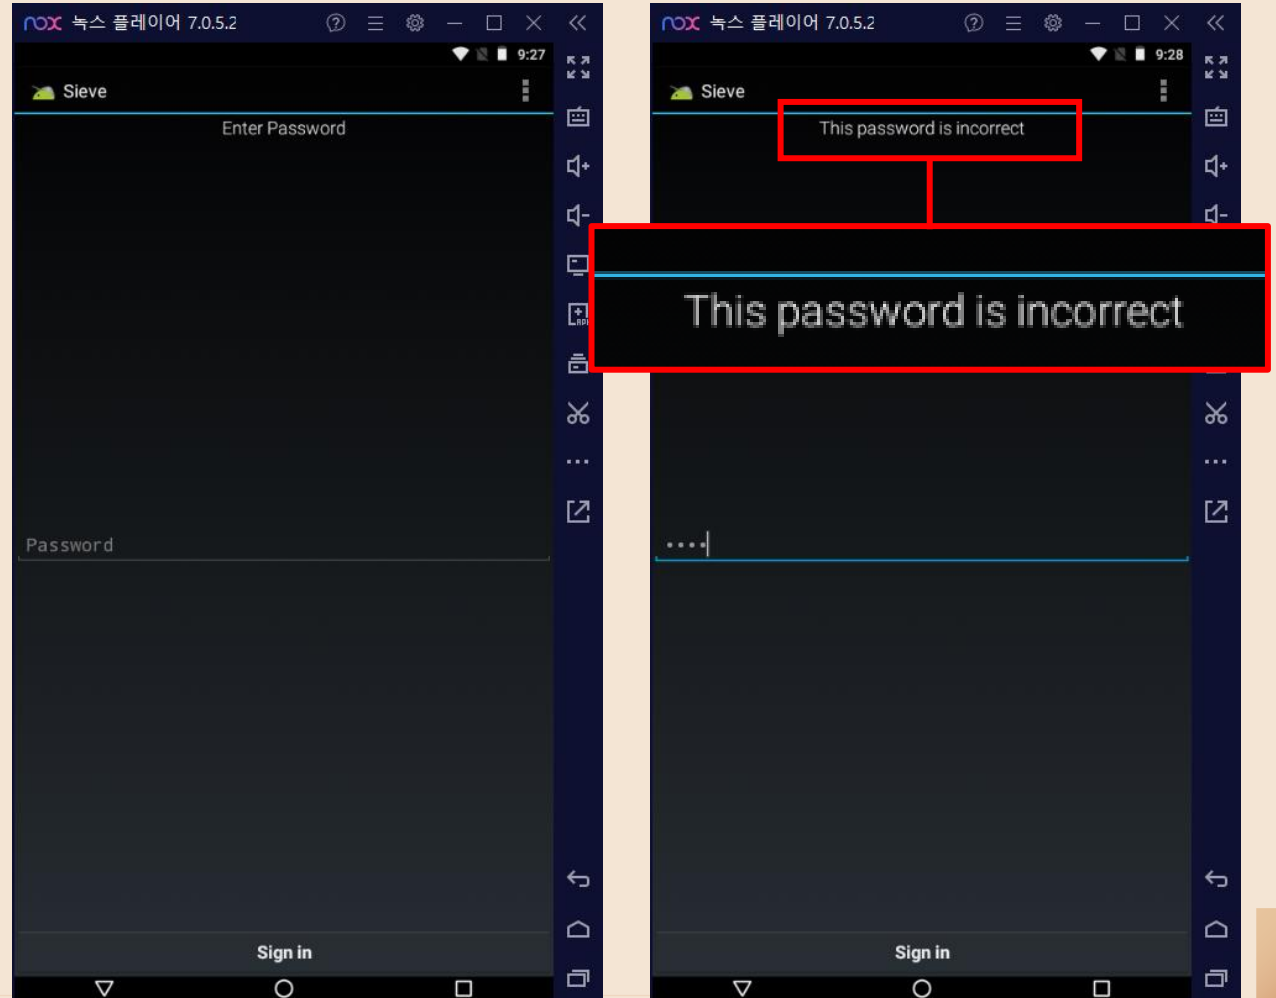 nox 녹스 플레이어 7.0.5.2
9:27
Sieve
Enter Password
Password
Sign in
nox 녹스 플레이어 7.0.5.2
9:28
Sieve
This password is incorrect
This password is incorrect
Sign in